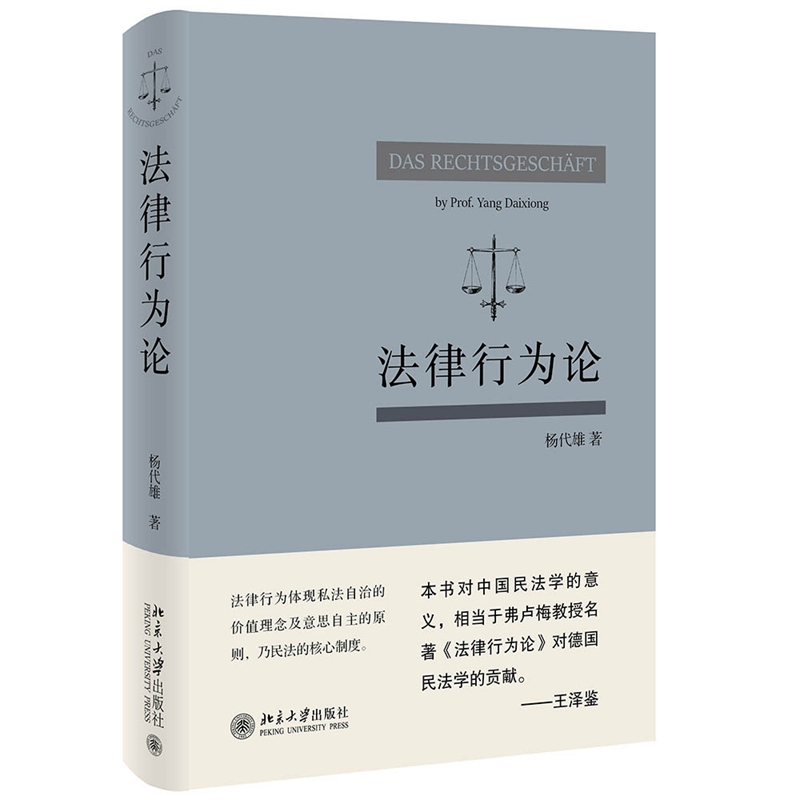 DAS
RECHTSGESCHÄFT
法律行为论
杨代雄 著
北京大学出版社
PEKING UNIVERSITY PRESS
DAS RECHTSGESCHÄFT
by Prof. Yang Daixiong
法律行为论
杨代雄 著
法律行为体现私法自治的
价值理念及意思自主的原
则，乃民法的核心制度。
北京大学出版社
PEKING UNIVERSITY PRESS
本书对中国民法学的意
义，相当于弗卢梅教授名
著《法律行为论》对德国
民法学的贡献。
——王泽鉴